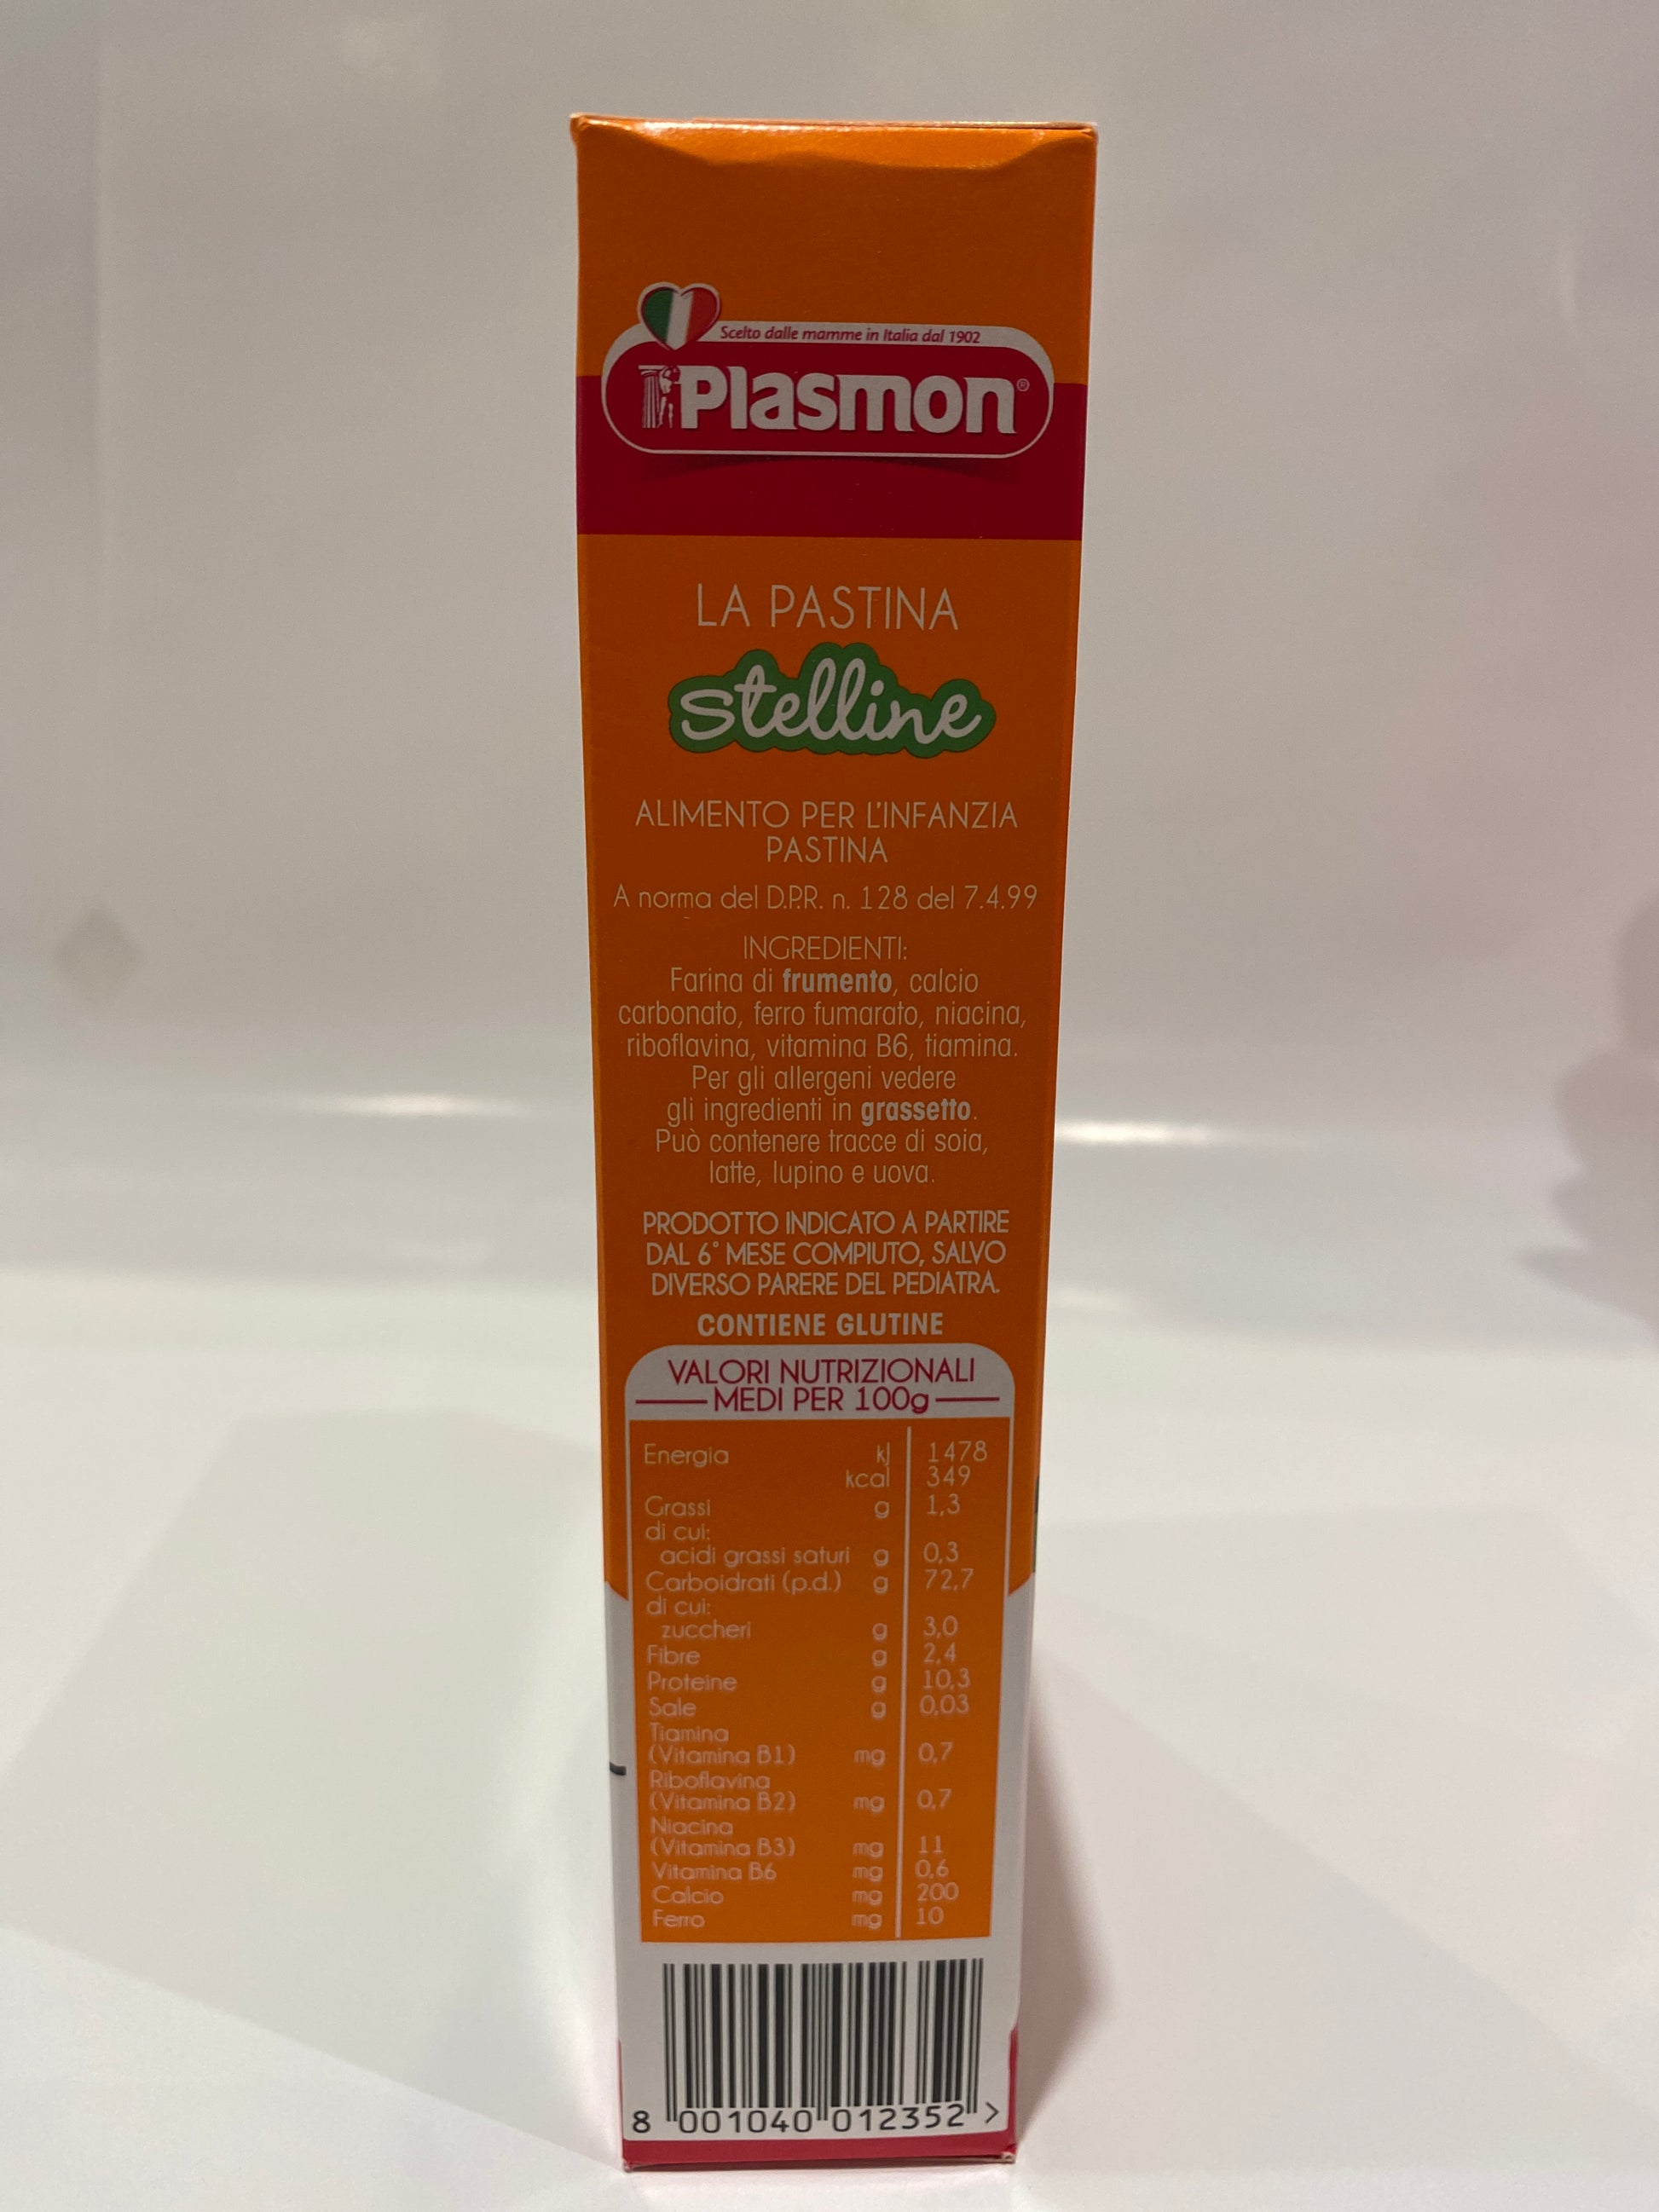 Scelto dalle mamme in Italia dal 1902
Plasmon®
LA PASTINA
stelline
ALIMENTO PER L'INFANZIA
PASTINA
A norma del D.P.R. n. 128 del 7.4.99
INGREDIENTI:
Farina di frumento, calcio
carbonato, ferro fumarato, niacina,
riboflavina, vitamina B6, tiamina.
Per gli allergeni vedere
gli ingredienti in grassetto.
Può contenere tracce di soia,
latte, lupino e uova.
PRODOTTO INDICATO A PARTIRE
DAL 6° MESE COMPIUTO, SALVO
DIVERSO PARERE DEL PEDIATRA.
CONTIENE GLUTINE
VALORI NUTRIZIONALI
MEDI PER 100g
Energia kJ 1478
kcal 349
Grassi g 1,3
di cui:
acidi grassi saturi g 0,3
Carboidrati (p.d.) g 72,7
di cui:
zuccheri g 3,0
Fibre g 2,4
Proteine g 10,3
Sale g 0,03
Tiamina
(Vitamina B1) mg 0,7
Riboflavina
(Vitamina B2) mg 0,7
Niacina
(Vitamina B3) mg 11
Vitamina B6 mg 0,6
Calcio mg 200
Ferro mg 10
8 001040 012352 >